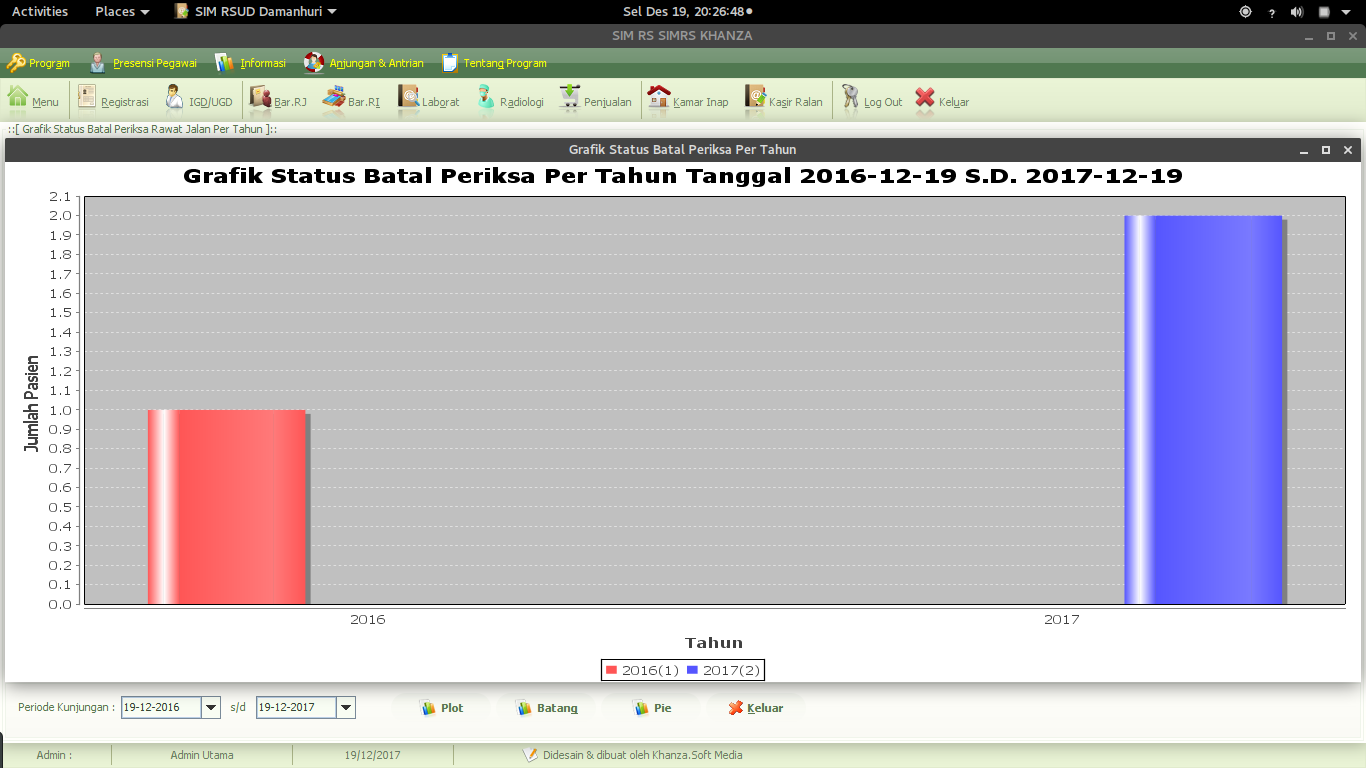 Activities Places SIM RSUD Damanhuri Sel Des 19, 20:26:48 ?
SIM RS SIMRS KHANZA
Program Presensi Pegawai Informasi Anjungan & Antrian Tentang Program
Menu Registrasi IGD/UGD Bar.RJ Bar.RI Laborat Radiologi Penjualan Kamar Inap Kasir Ralan Log Out Keluar
::[ Grafik Status Batal Periksa Rawat Jalan Per Tahun ]::
Grafik Status Batal Periksa Per Tahun
Grafik Status Batal Periksa Per Tahun Tanggal 2016-12-19 S.D. 2017-12-19
2.1
2.0
1.9
1.8
1.7
1.6
1.5
1.4
1.3
1.2
1.1
1.0
0.9
0.8
0.7
0.6
0.5
0.4
0.3
0.2
0.1
0.0
Jumlah Pasien
2016 2017
Tahun
2016(1) 2017(2)
Periode Kunjungan : 19-12-2016 s/d 19-12-2017 Plot Batang Pie Keluar
Admin : Admin Utama 19/12/2017 Didesain & dibuat oleh Khanza.Soft Media